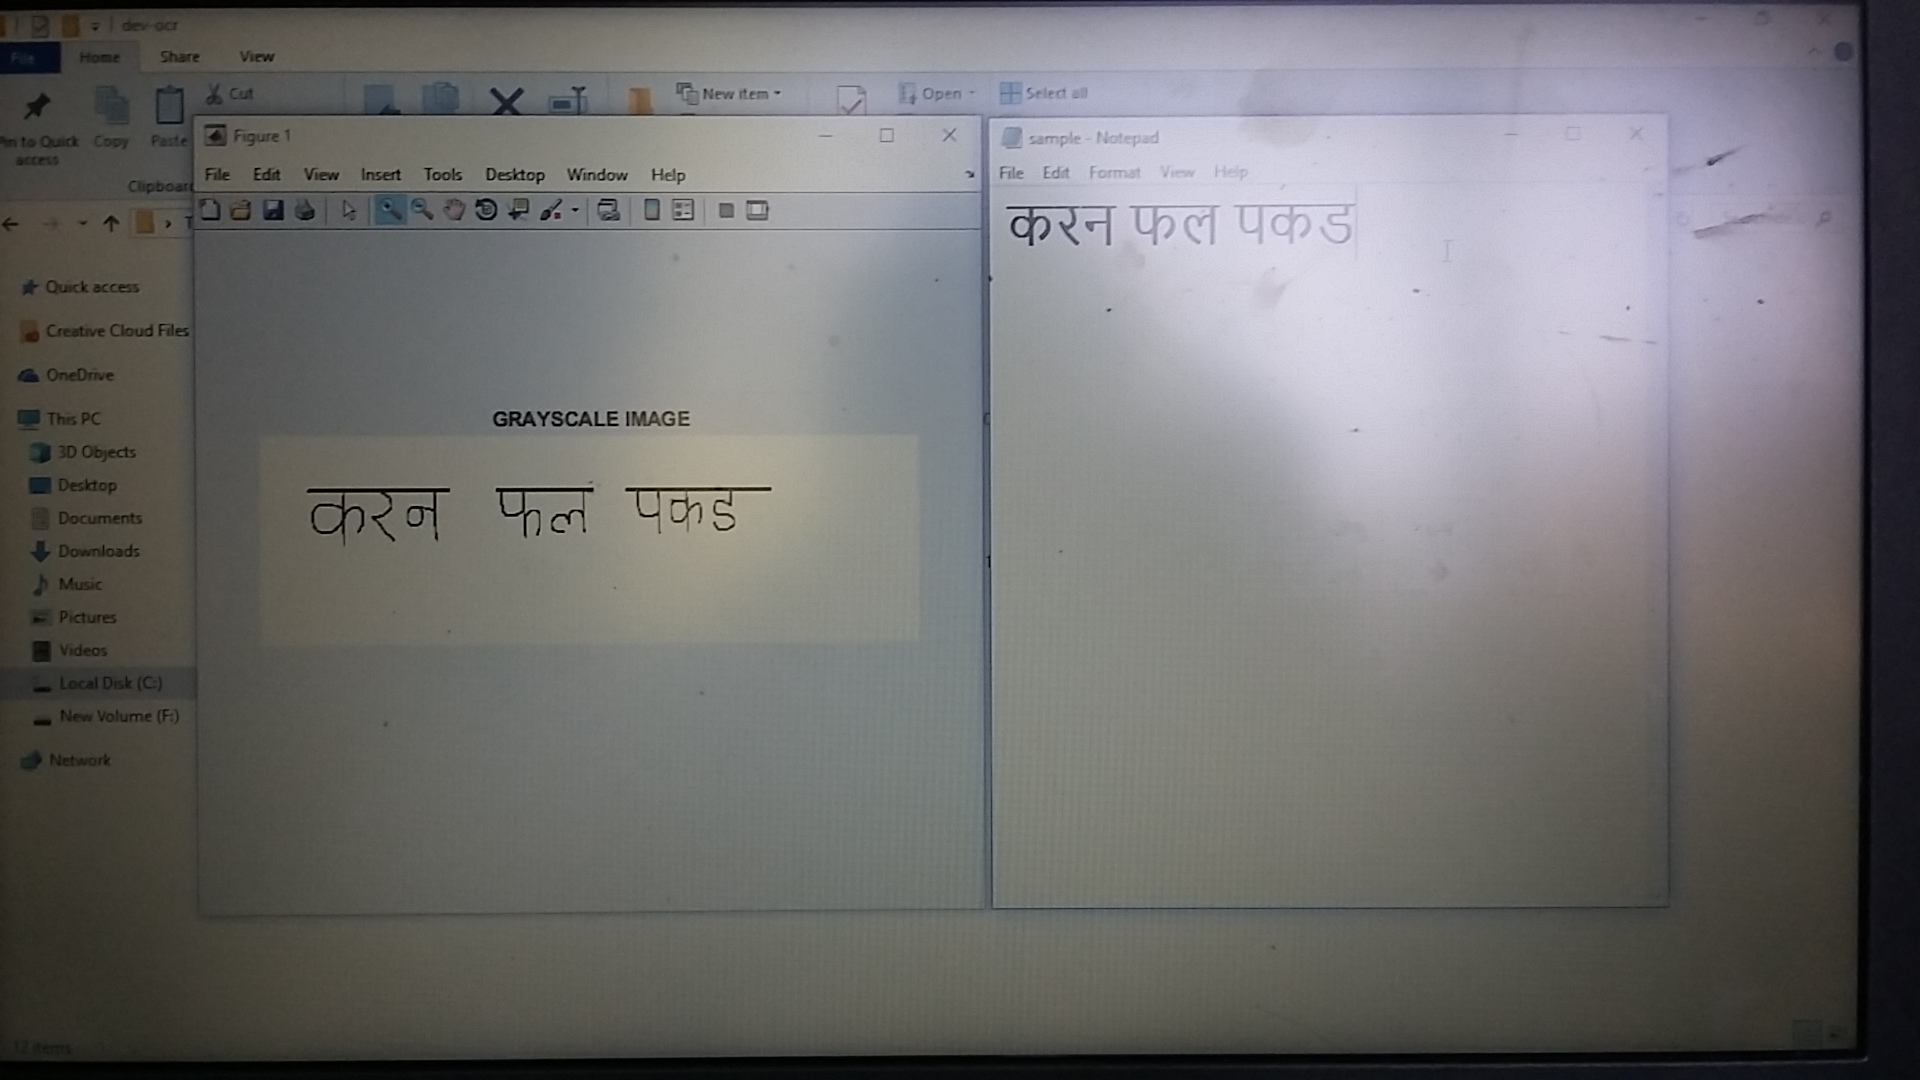 dev-ocr
File Home Share View
Cut New item Open Select all
Pin to Quick access Copy Paste
Clipboard
Figure 1
File Edit View Insert Tools Desktop Window Help
GRAYSCALE IMAGE
करन फल पकड
sample - Notepad
File Edit Format View Help
करन फल पकड
Quick access
Creative Cloud Files
OneDrive
This PC
3D Objects
Desktop
Documents
Downloads
Music
Pictures
Videos
Local Disk (C:)
New Volume (F:)
Network
12 items